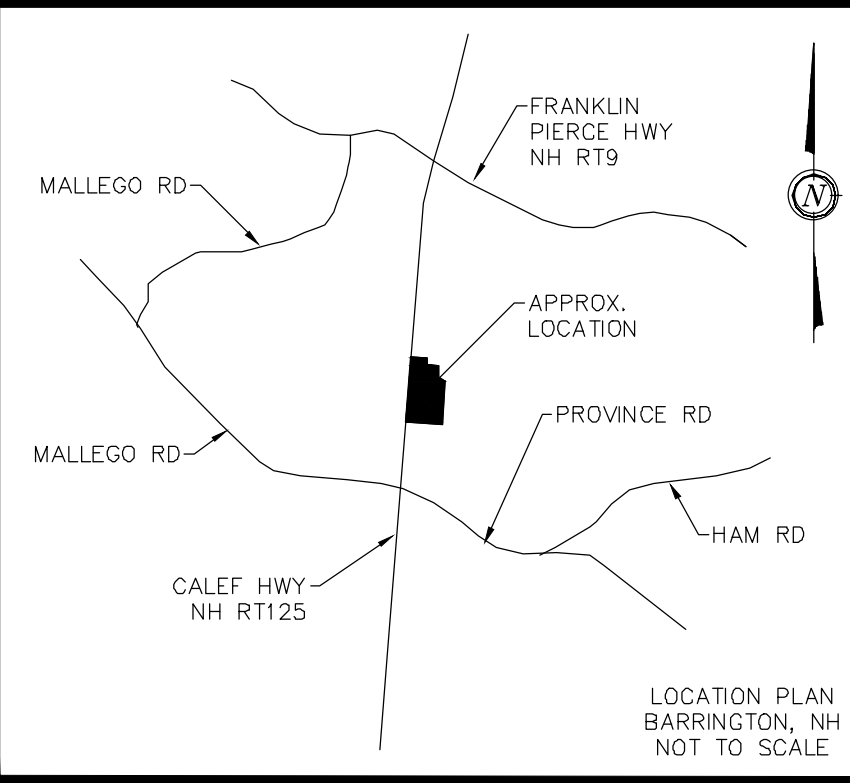 FRANKLIN
PIERCE HWY
NH RT9
MALLEGO RD
N
APPROX.
LOCATION
PROVINCE RD
MALLEGO RD
HAM RD
CALEF HWY
NH RT125
LOCATION PLAN
BARRINGTON, NH
NOT TO SCALE